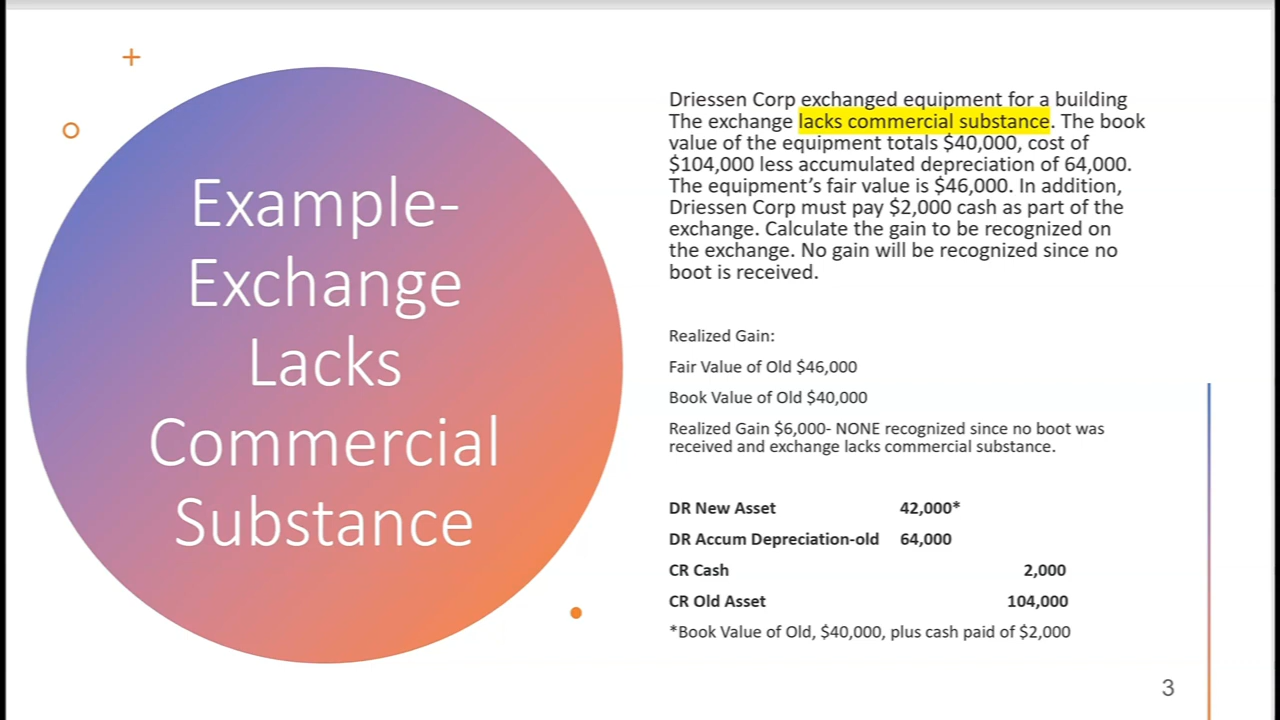 Example-
Exchange
Lacks
Commercial
Substance
Driessen Corp exchanged equipment for a building
The exchange lacks commercial substance. The book
value of the equipment totals $40,000, cost of
$104,000 less accumulated depreciation of 64,000.
The equipment’s fair value is $46,000. In addition,
Driessen Corp must pay $2,000 cash as part of the
exchange. Calculate the gain to be recognized on
the exchange. No gain will be recognized since no
boot is received.
Realized Gain:
Fair Value of Old $46,000
Book Value of Old $40,000
Realized Gain $6,000- NONE recognized since no boot was
received and exchange lacks commercial substance.
DR New Asset 42,000*
DR Accum Depreciation-old 64,000
CR Cash 2,000
CR Old Asset 104,000
*Book Value of Old, $40,000, plus cash paid of $2,000
3